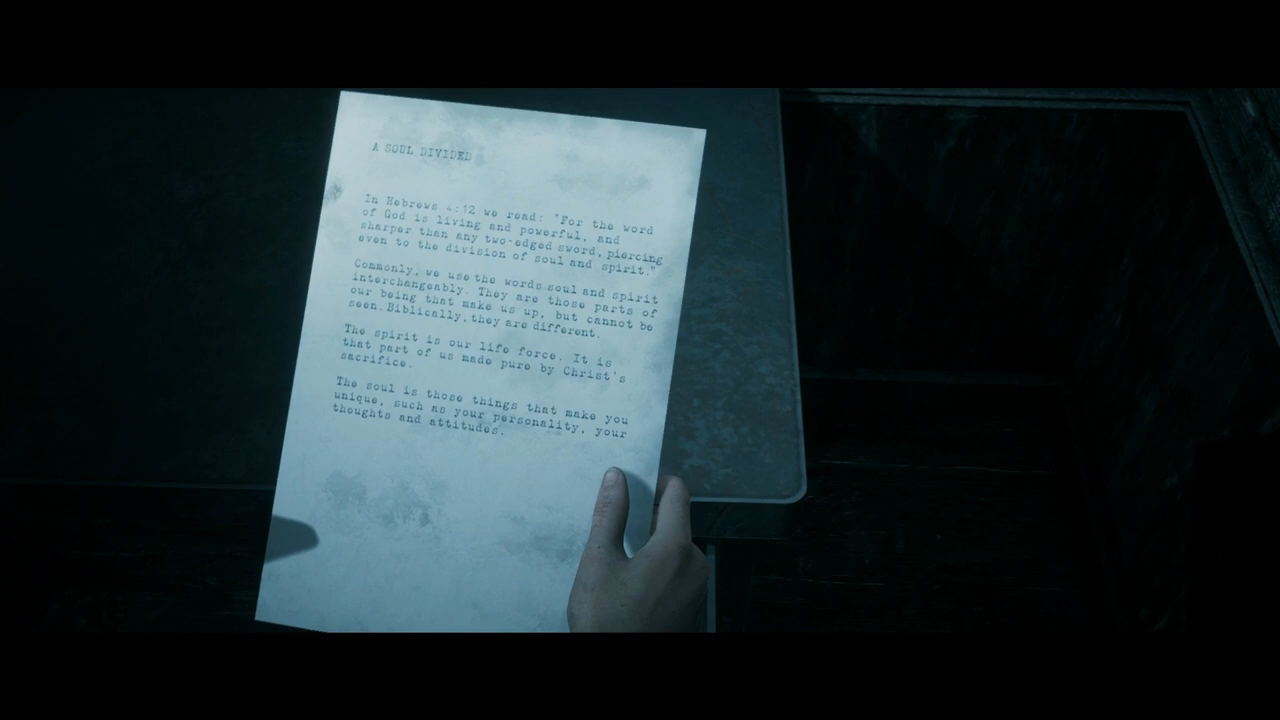 A SOUL DIVIDED
In Hebrews 4:12 we read: "For the word
of God is living and powerful, and
sharper than any two-edged sword, piercing
even to the division of soul and spirit."
Commonly, we use the words soul and spirit
interchangeably. They are those parts of
our being that make us up, but cannot be
seen. Biblically, they are different.
The spirit is our life force. It is
that part of us made pure by Christ's
sacrifice.
The soul is those things that make you
unique, such as your personality, your
thoughts and attitudes.